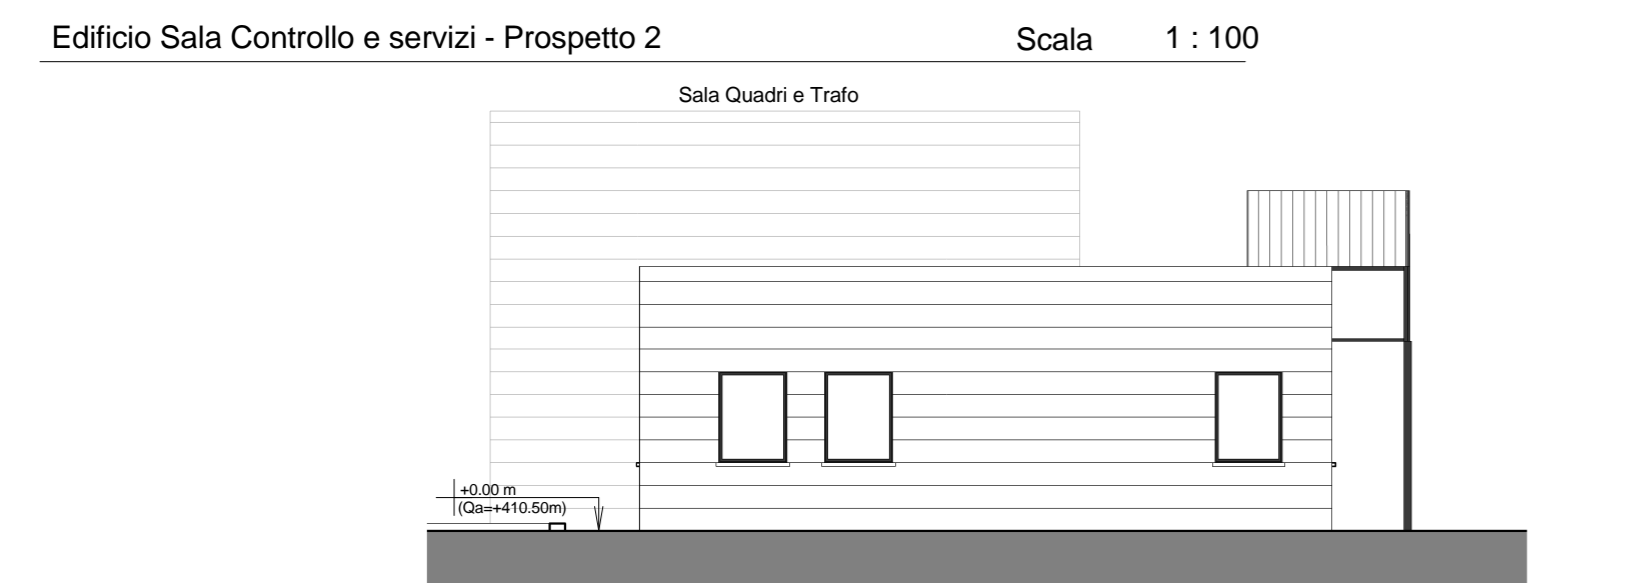 Edificio Sala Controllo e servizi - Prospetto 2 Scala 1 : 100
Sala Quadri e Trafo
+0.00 m
(Qa=+410.50m)